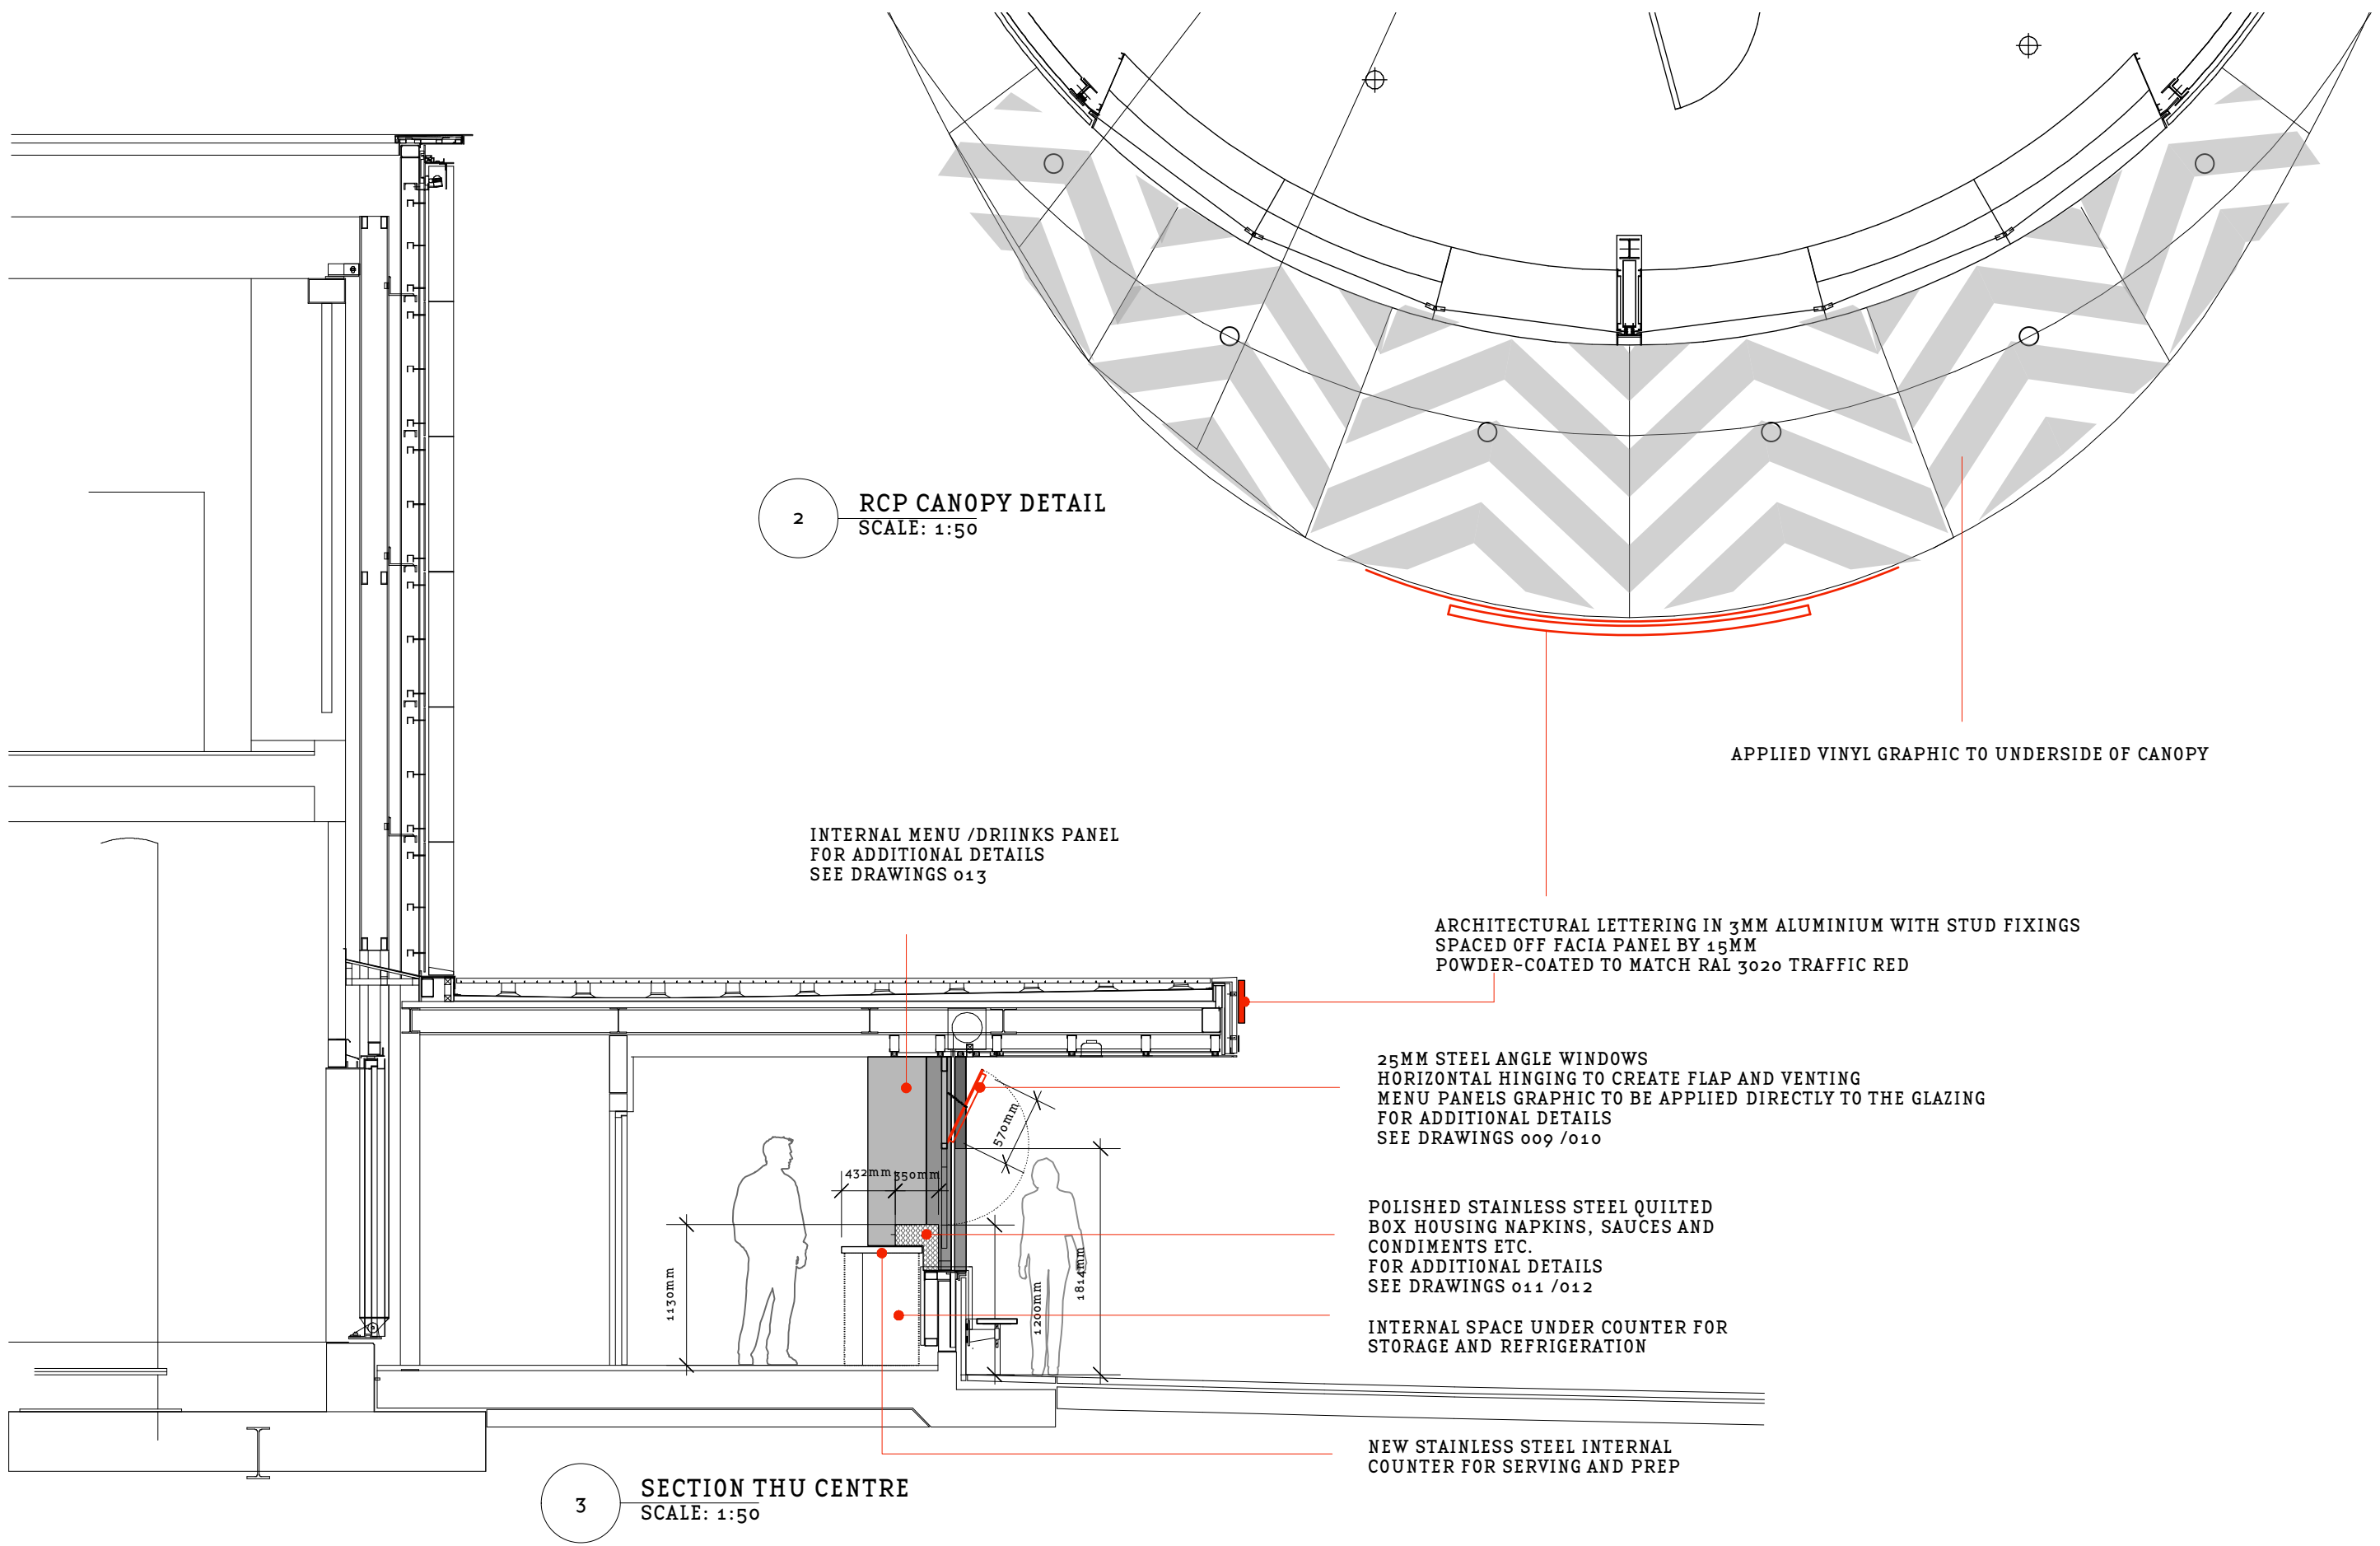 2
RCP CANOPY DETAIL
SCALE: 1:50
APPLIED VINYL GRAPHIC TO UNDERSIDE OF CANOPY
INTERNAL MENU /DRIINKS PANEL
FOR ADDITIONAL DETAILS
SEE DRAWINGS 013
ARCHITECTURAL LETTERING IN 3MM ALUMINIUM WITH STUD FIXINGS
SPACED OFF FACIA PANEL BY 15MM
POWDER-COATED TO MATCH RAL 3020 TRAFFIC RED
25MM STEEL ANGLE WINDOWS
HORIZONTAL HINGING TO CREATE FLAP AND VENTING
MENU PANELS GRAPHIC TO BE APPLIED DIRECTLY TO THE GLAZING
FOR ADDITIONAL DETAILS
SEE DRAWINGS 009 /010
570mm
432mm
350mm
1130mm
1200mm
1814mm
POLISHED STAINLESS STEEL QUILTED
BOX HOUSING NAPKINS, SAUCES AND
CONDIMENTS ETC.
FOR ADDITIONAL DETAILS
SEE DRAWINGS 011 /012
INTERNAL SPACE UNDER COUNTER FOR
STORAGE AND REFRIGERATION
NEW STAINLESS STEEL INTERNAL
COUNTER FOR SERVING AND PREP
3
SECTION THU CENTRE
SCALE: 1:50